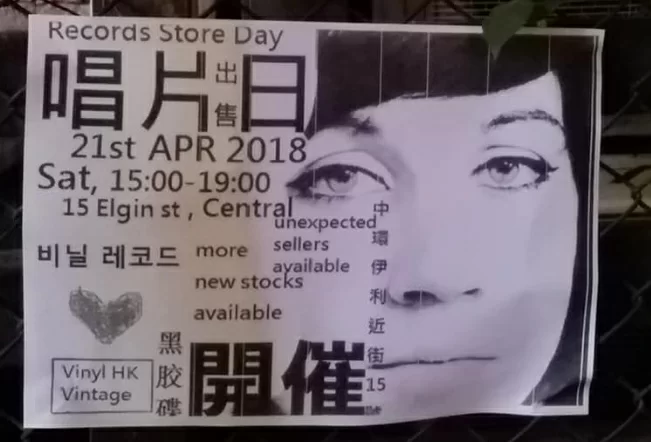 Records Store Day
唱片出售日
21st APR 2018
Sat, 15:00-19:00
15 Elgin st , Central
unexpected
more sellers
available
new stocks
available
비닐 레코드
中環伊利近街15
Vinyl HK
Vintage
黑胶碟
開催